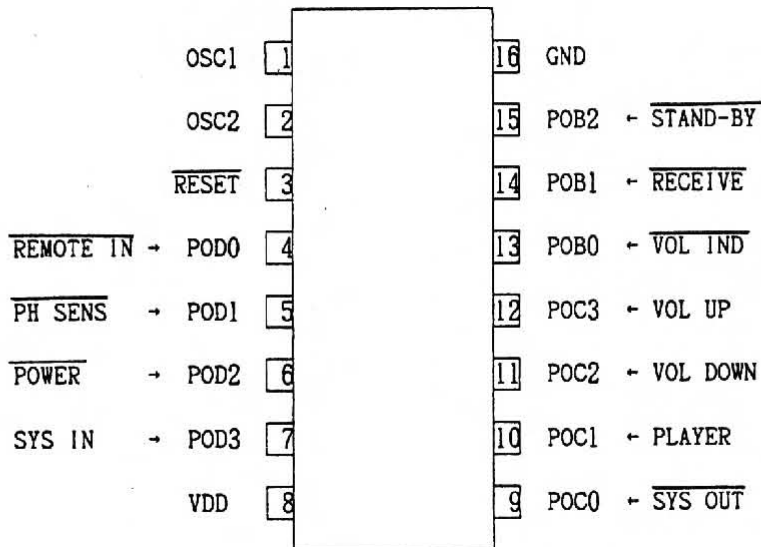 OSC1 1 16 GND
OSC2 2 15 POB2 ← STAND-BY
RESET 3 14 POB1 ← RECEIVE
REMOTE IN → POD0 4 13 POB0 ← VOL IND
PH SENS → POD1 5 12 POC3 ← VOL UP
POWER → POD2 6 11 POC2 ← VOL DOWN
SYS IN → POD3 7 10 POC1 ← PLAYER
VDD 8 9 POC0 ← SYS OUT